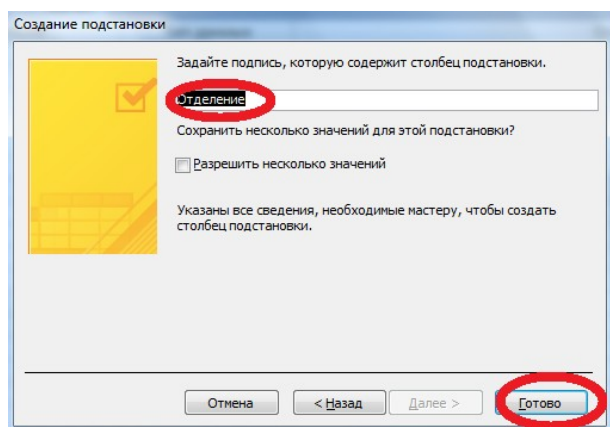 Создание подстановки
Задайте подпись, которую содержит столбец подстановки.
Отделение
Сохранить несколько значений для этой подстановки?
Разрешить несколько значений
Указаны все сведения, необходимые мастеру, чтобы создать
столбец подстановки.
Отмена
< Назад
Далее >
Готово